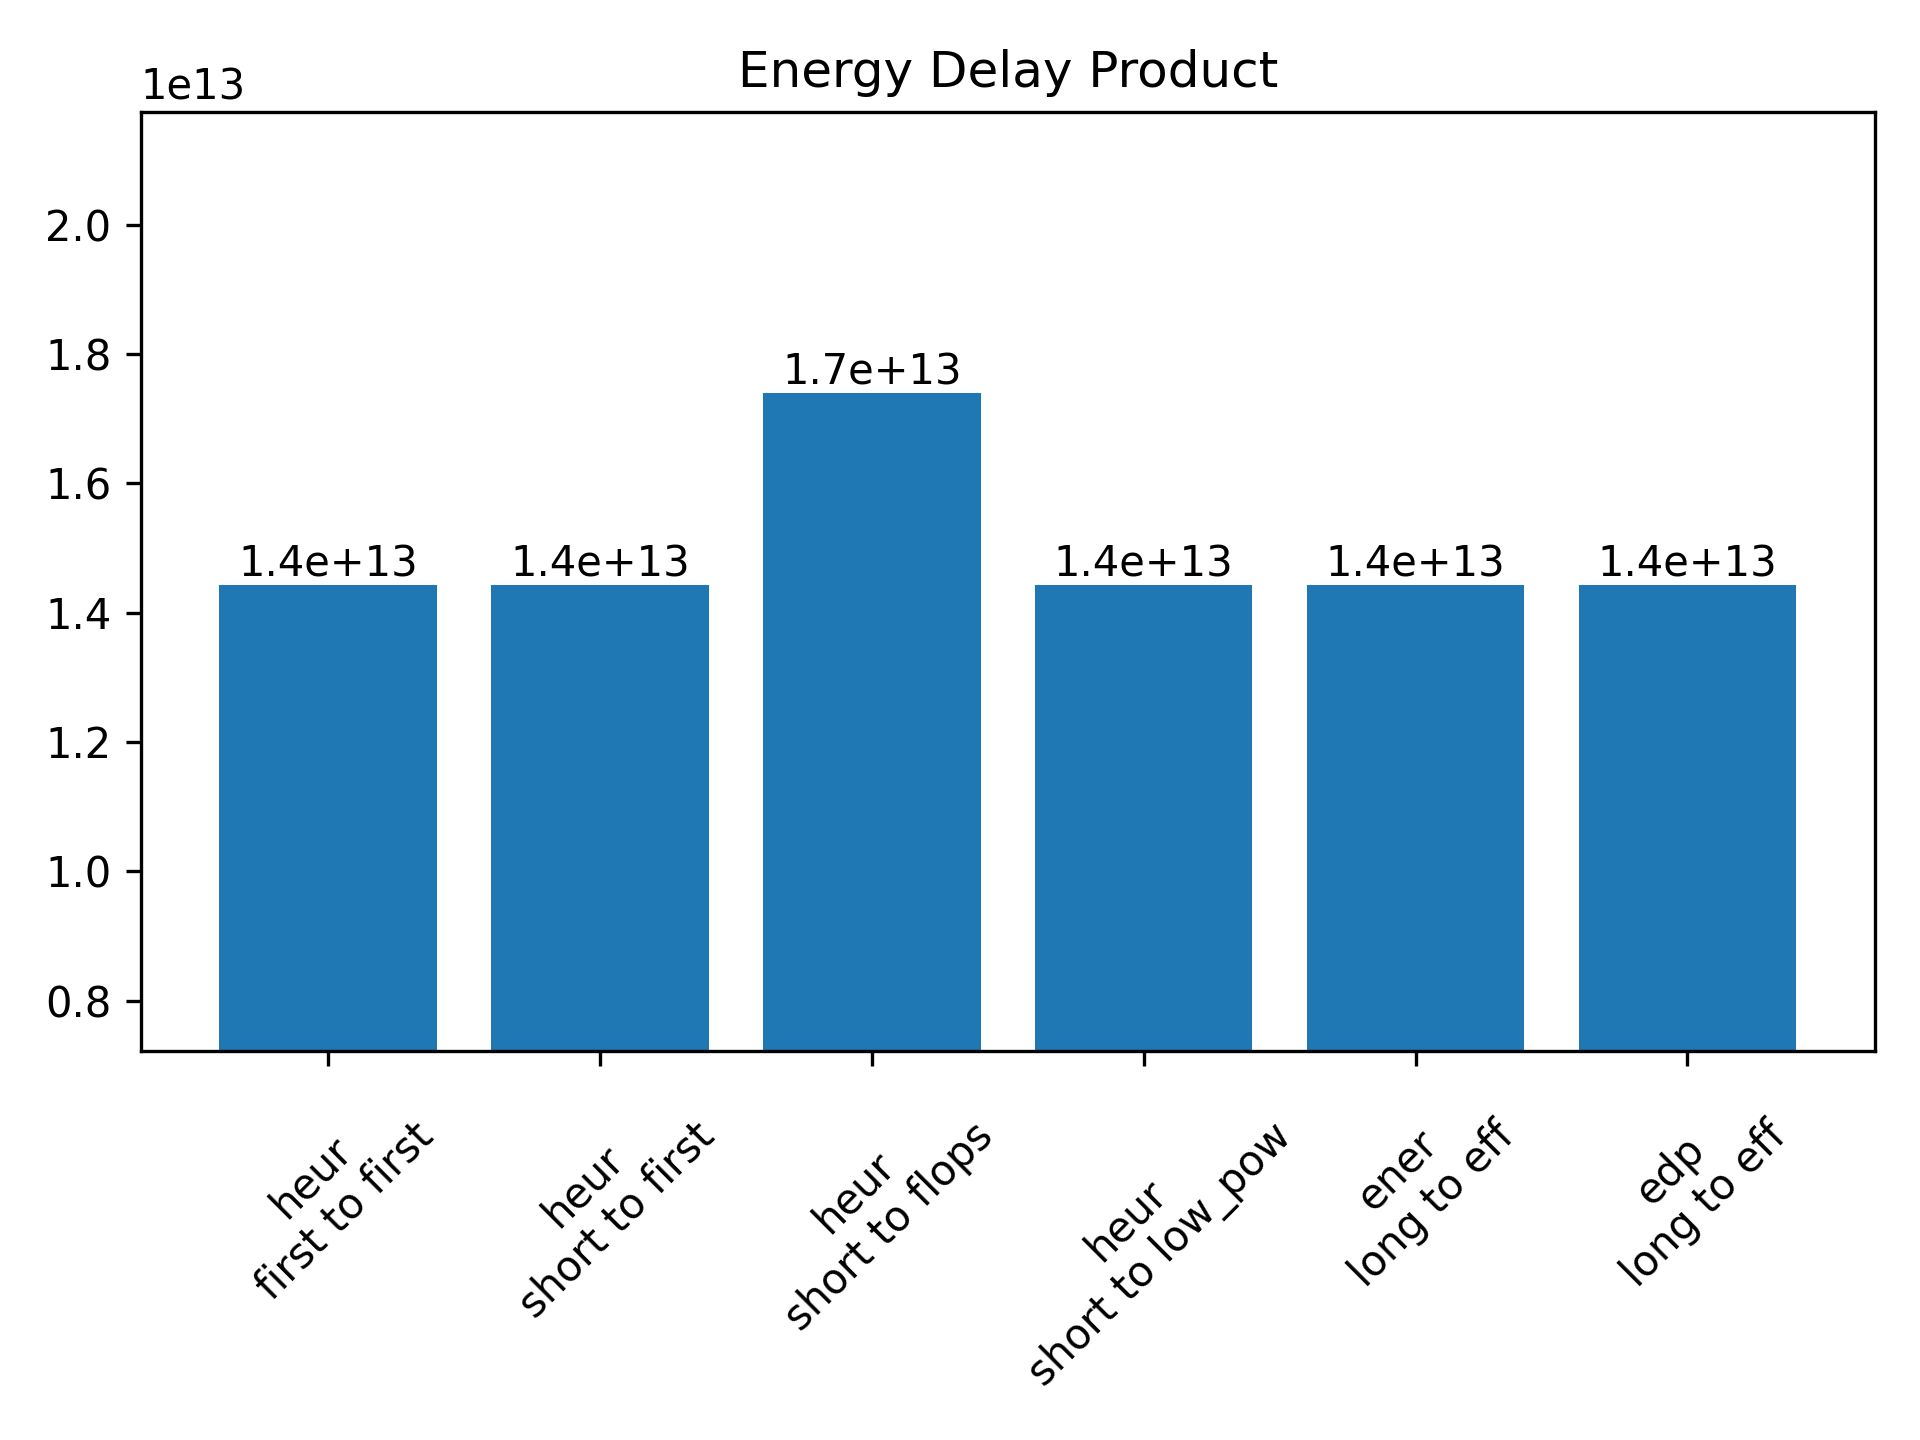 Energy Delay Product
1e13
2.0
1.8
1.6
1.4
1.2
1.0
0.8
1.4e+13
1.4e+13
1.7e+13
1.4e+13
1.4e+13
1.4e+13
heur
first to first
heur
short to first
heur
short to flops
heur
short to low_pow
ener
long to eff
edp
long to eff